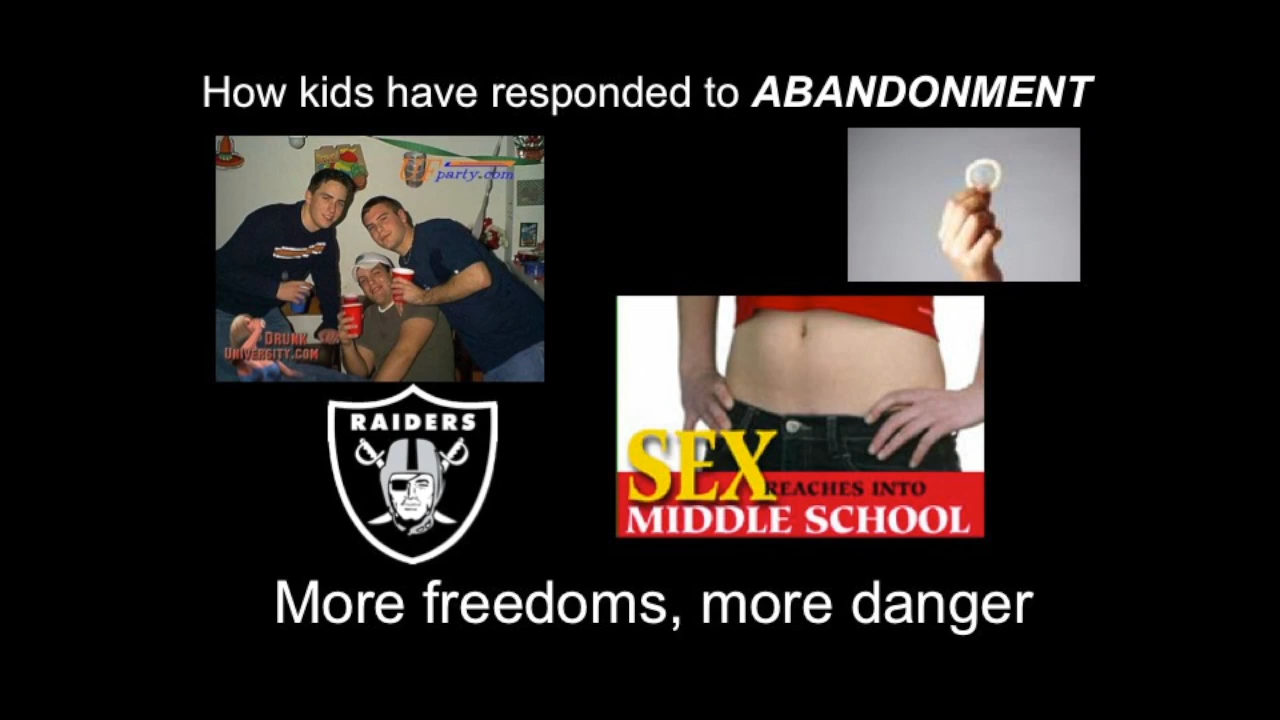 How kids have responded to ABANDONMENT
UFparty.com
DRUNK
UNIVERSITY.COM
RAIDERS
SEX REACHES INTO
MIDDLE SCHOOL
More freedoms, more danger